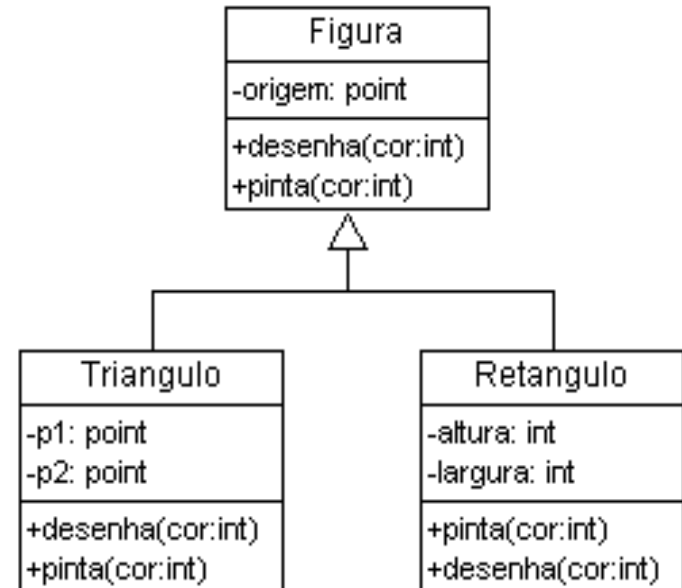 Figura
-origem: point
+desenha(cor:int)
+pinta(cor:int)
Triangulo
-p1: point
-p2: point
+desenha(cor:int)
+pinta(cor:int)
Retangulo
-altura: int
-largura: int
+pinta(cor:int)
+desenha(cor:int)